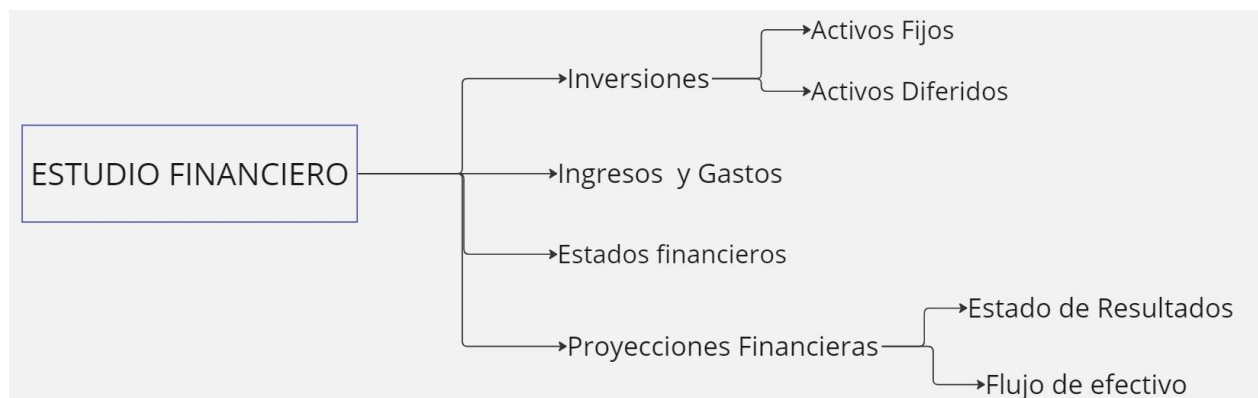 ESTUDIO FINANCIERO
Inversiones
Activos Fijos
Activos Diferidos
Ingresos y Gastos
Estados financieros
Proyecciones Financieras
Estado de Resultados
Flujo de efectivo